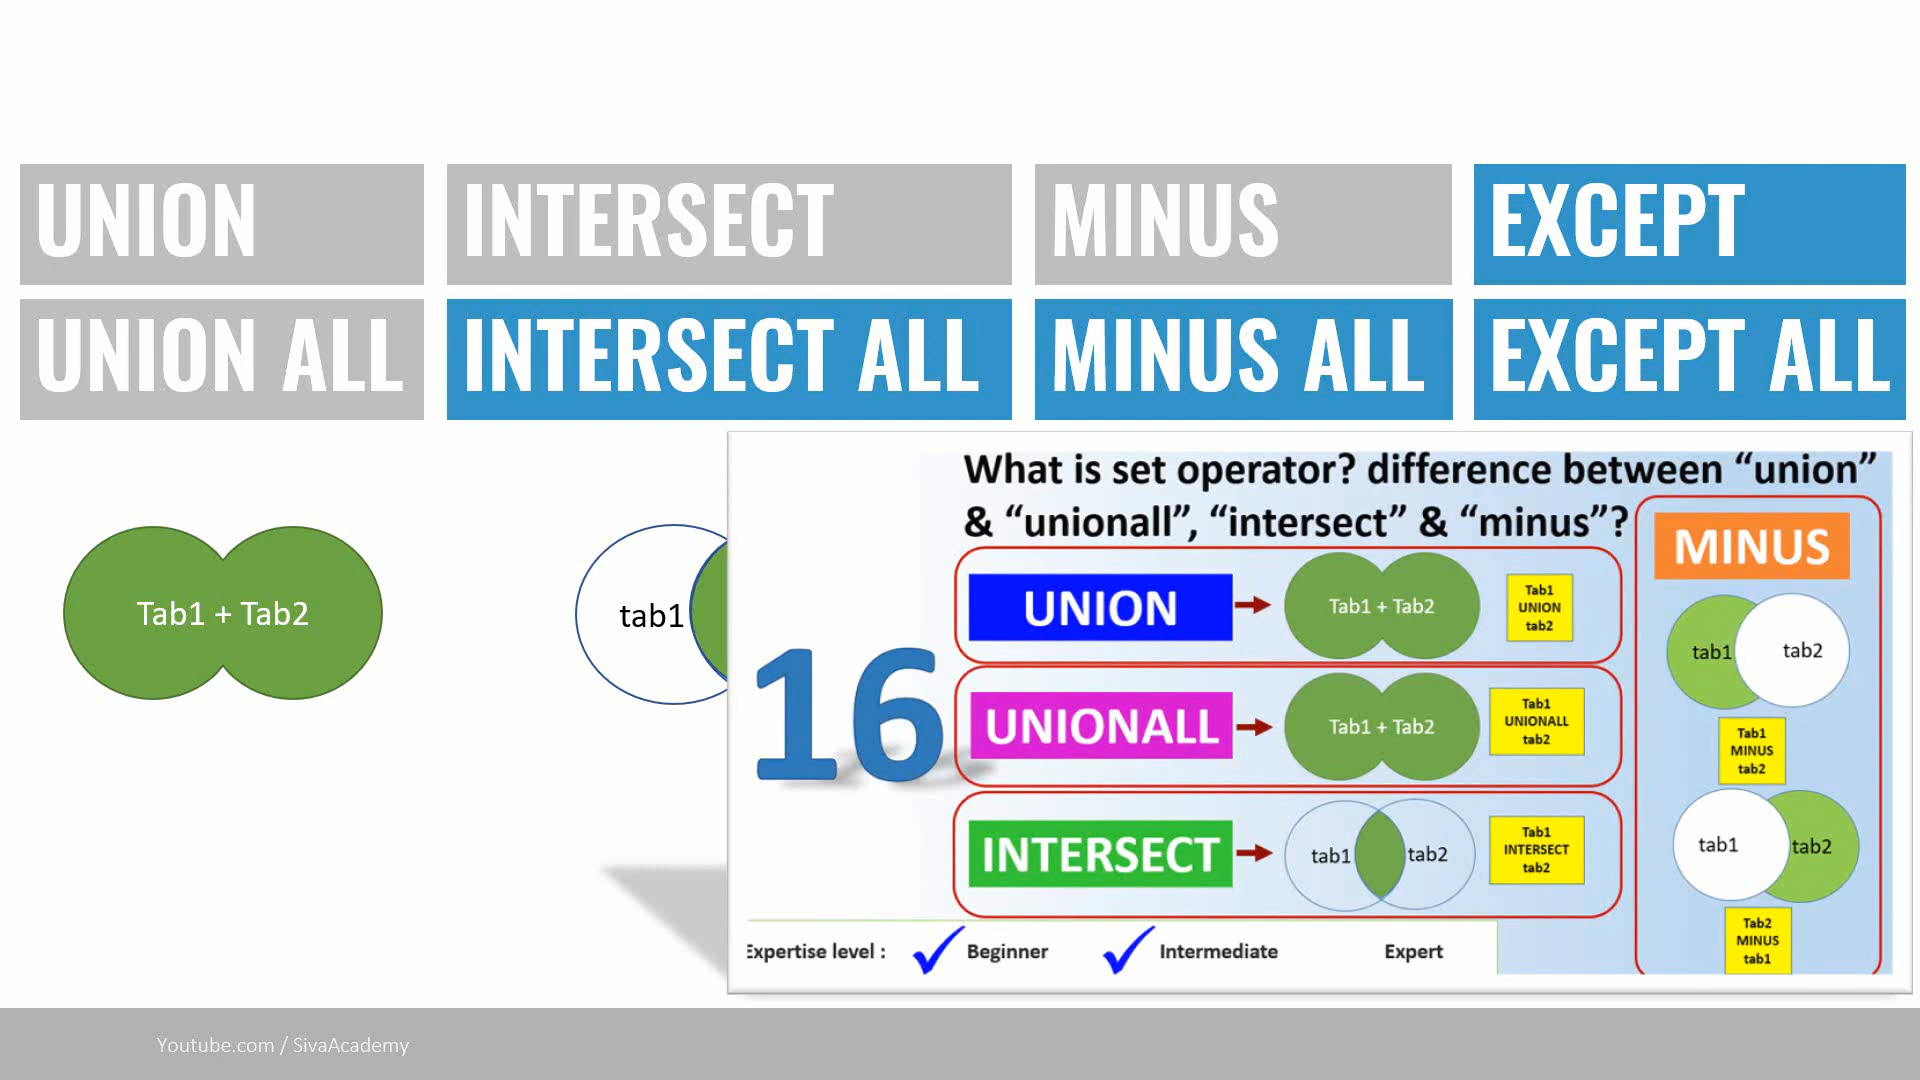 UNION
INTERSECT
MINUS
EXCEPT
UNION ALL
INTERSECT ALL
MINUS ALL
EXCEPT ALL
Tab1 + Tab2
tab1
What is set operator? difference between “union”
& “unionall”, “intersect” & “minus”?
16
UNION
Tab1 + Tab2
Tab1
UNION
tab2
UNIONALL
Tab1 + Tab2
Tab1
UNIONALL
tab2
INTERSECT
tab1
tab2
Tab1
INTERSECT
tab2
MINUS
tab1
tab2
Tab1
MINUS
tab2
tab1
tab2
Tab2
MINUS
tab1
Expertise level :
Beginner
Intermediate
Expert
Youtube.com / SivaAcademy